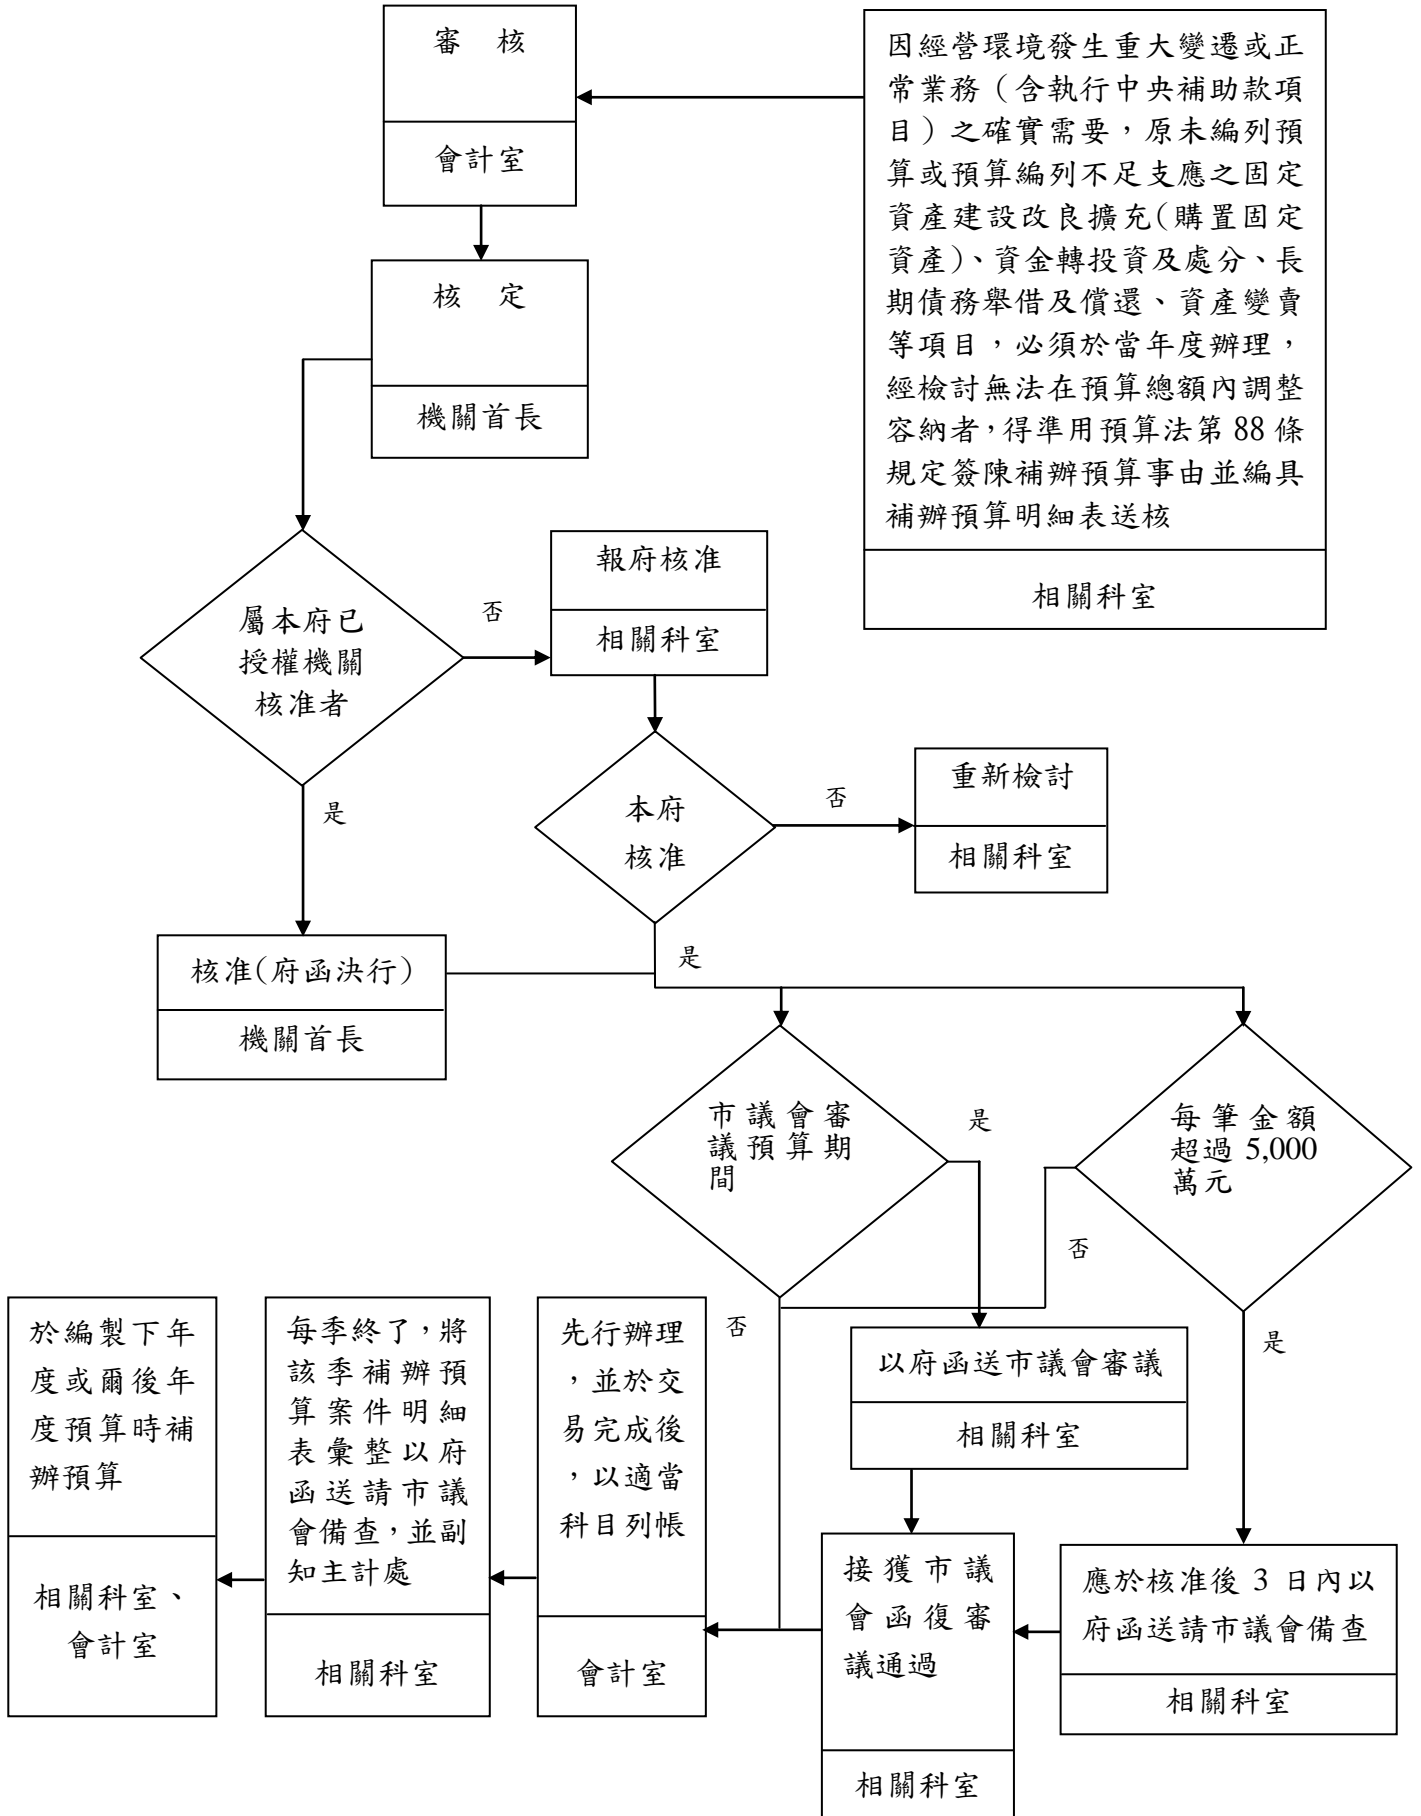 因經營環境發生重大變遷或正
常業務（含執行中央補助款項
目）之確實需要，原未編列預
算或預算編列不足支應之固定
資產建設改良擴充(購置固定
資產)、資金轉投資及處分、長
期債務舉借及償還、資產變賣
等項目，必須於當年度辦理，
經檢討無法在預算總額內調整
容納者，得準用預算法第 88 條
規定簽陳補辦預算事由並編具
補辦預算明細表送核
相關科室
審　核
會計室
核　定
機關首長
屬本府已
授權機關
核准者
否
是
報府核准
相關科室
本府
核准
否
是
重新檢討
相關科室
核准(府函決行)
機關首長
市議會審
議預算期
間
是
否
每筆金額
超過 5,000
萬元
否
是
以府函送市議會審議
相關科室
應於核准後 3 日內以
府函送請市議會備查
相關科室
接獲市議
會函復審
議通過
相關科室
先行辦理
，並於交
易完成後
，以適當
科目列帳
會計室
每季終了，將
該季補辦預
算案件明細
表彙整以府
函送請市議
會備查，並副
知主計處
相關科室
於編製下年
度或爾後年
度預算時補
辦預算
相關科室、
會計室